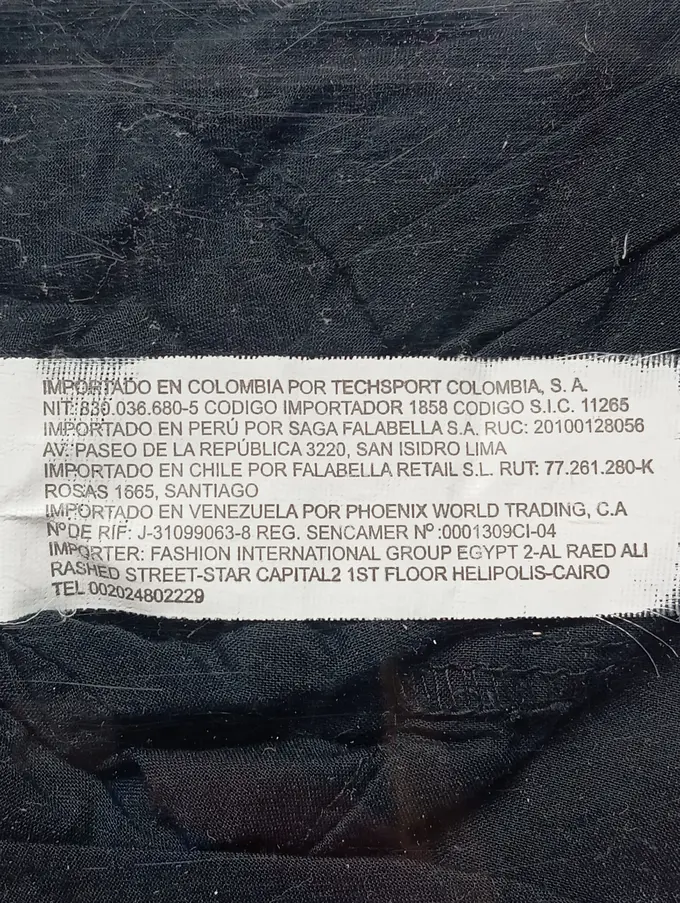 IMPORTADO EN COLOMBIA POR TECHSPORT COLOMBIA, S. A.
NIT: 830.036.680-5 CODIGO IMPORTADOR 1858 CODIGO S.I.C. 11265
IMPORTADO EN PERÚ POR SAGA FALABELLA S.A. RUC: 20100128056
AV. PASEO DE LA REPÚBLICA 3220, SAN ISIDRO LIMA
IMPORTADO EN CHILE POR FALABELLA RETAIL S.L. RUT: 77.261.280-K
ROSAS 1665, SANTIAGO
IMPORTADO EN VENEZUELA POR PHOENIX WORLD TRADING, C.A
Nº DE RIF: J-31099063-8 REG. SENCAMER Nº :0001309CI-04
IMPORTER: FASHION INTERNATIONAL GROUP EGYPT 2-AL RAED ALI
RASHED STREET-STAR CAPITAL2 1ST FLOOR HELIPOLIS-CAIRO
TEL 002024802229